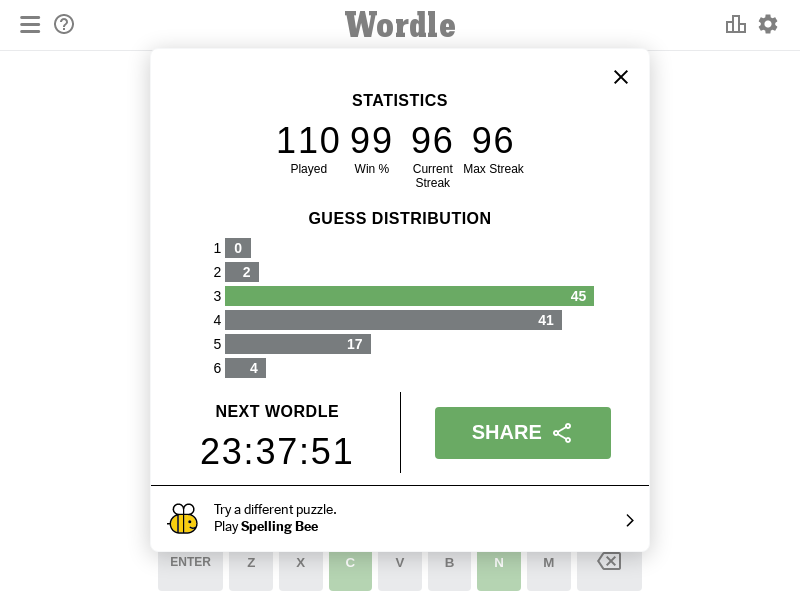 Wordle
STATISTICS
110 99 96 96
Played Win % Current Streak Max Streak
GUESS DISTRIBUTION
1 0
2 2
3 45
4 41
5 17
6 4
NEXT WORDLE
23:37:51
SHARE
Try a different puzzle.
Play Spelling Bee
ENTER Z X C V B N M